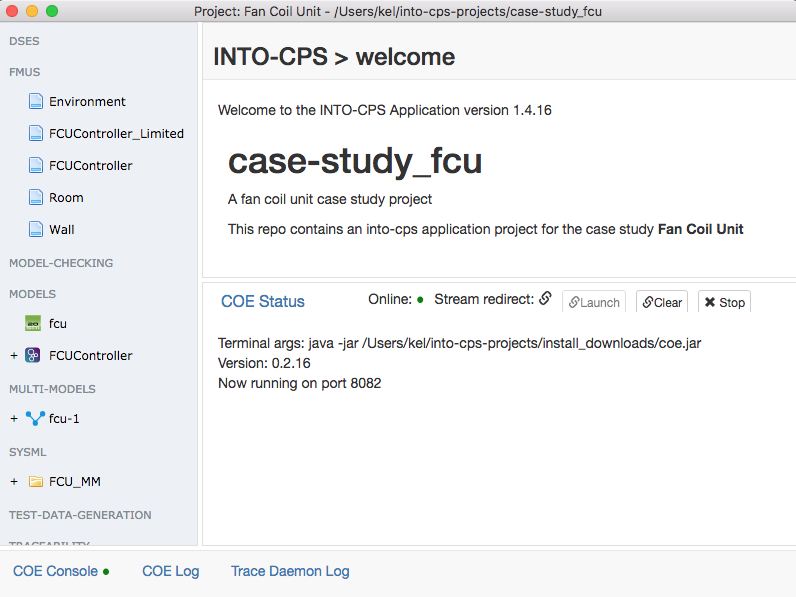 Project: Fan Coil Unit - /Users/kel/into-cps-projects/case-study_fcu
DSES
FMUS
Environment
FCUController_Limited
FCUController
Room
Wall
MODEL-CHECKING
MODELS
fcu
+ FCUController
MULTI-MODELS
+ fcu-1
SYSML
+ FCU_MM
TEST-DATA-GENERATION
TRACEABILITY
INTO-CPS > welcome
Welcome to the INTO-CPS Application version 1.4.16
case-study_fcu
A fan coil unit case study project
This repo contains an into-cps application project for the case study Fan Coil Unit
COE Status Online: Stream redirect: Launch Clear Stop
Terminal args: java -jar /Users/kel/into-cps-projects/install_downloads/coe.jar
Version: 0.2.16
Now running on port 8082
COE Console COE Log Trace Daemon Log